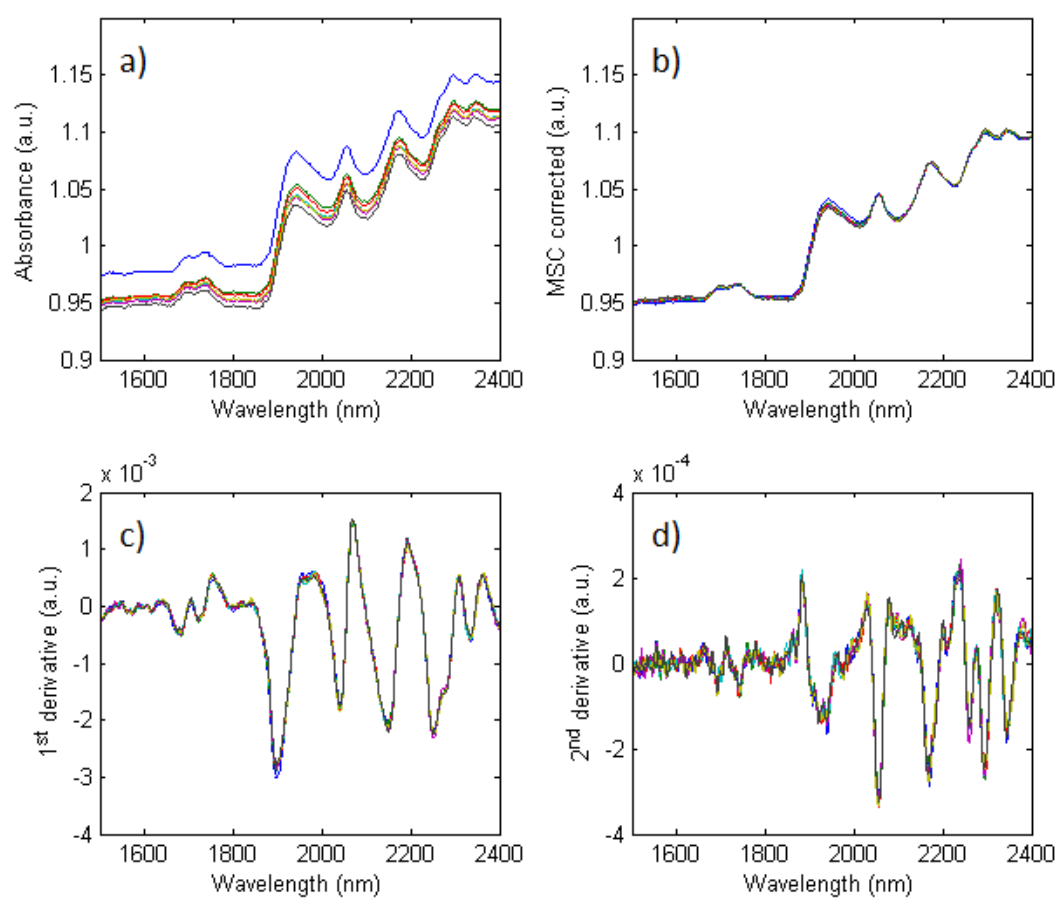 a)
1.15
1.1
1.05
1
0.95
0.9
Absorbance (a.u.)
1600 1800 2000 2200 2400
Wavelength (nm)
b)
1.15
1.1
1.05
1
0.95
0.9
MSC corrected (a.u.)
1600 1800 2000 2200 2400
Wavelength (nm)
x 10^-3
c)
2
1
0
-1
-2
-3
-4
1st derivative (a.u.)
1600 1800 2000 2200 2400
Wavelength (nm)
x 10^-4
d)
4
2
0
-2
-4
2nd derivative (a.u.)
1600 1800 2000 2200 2400
Wavelength (nm)